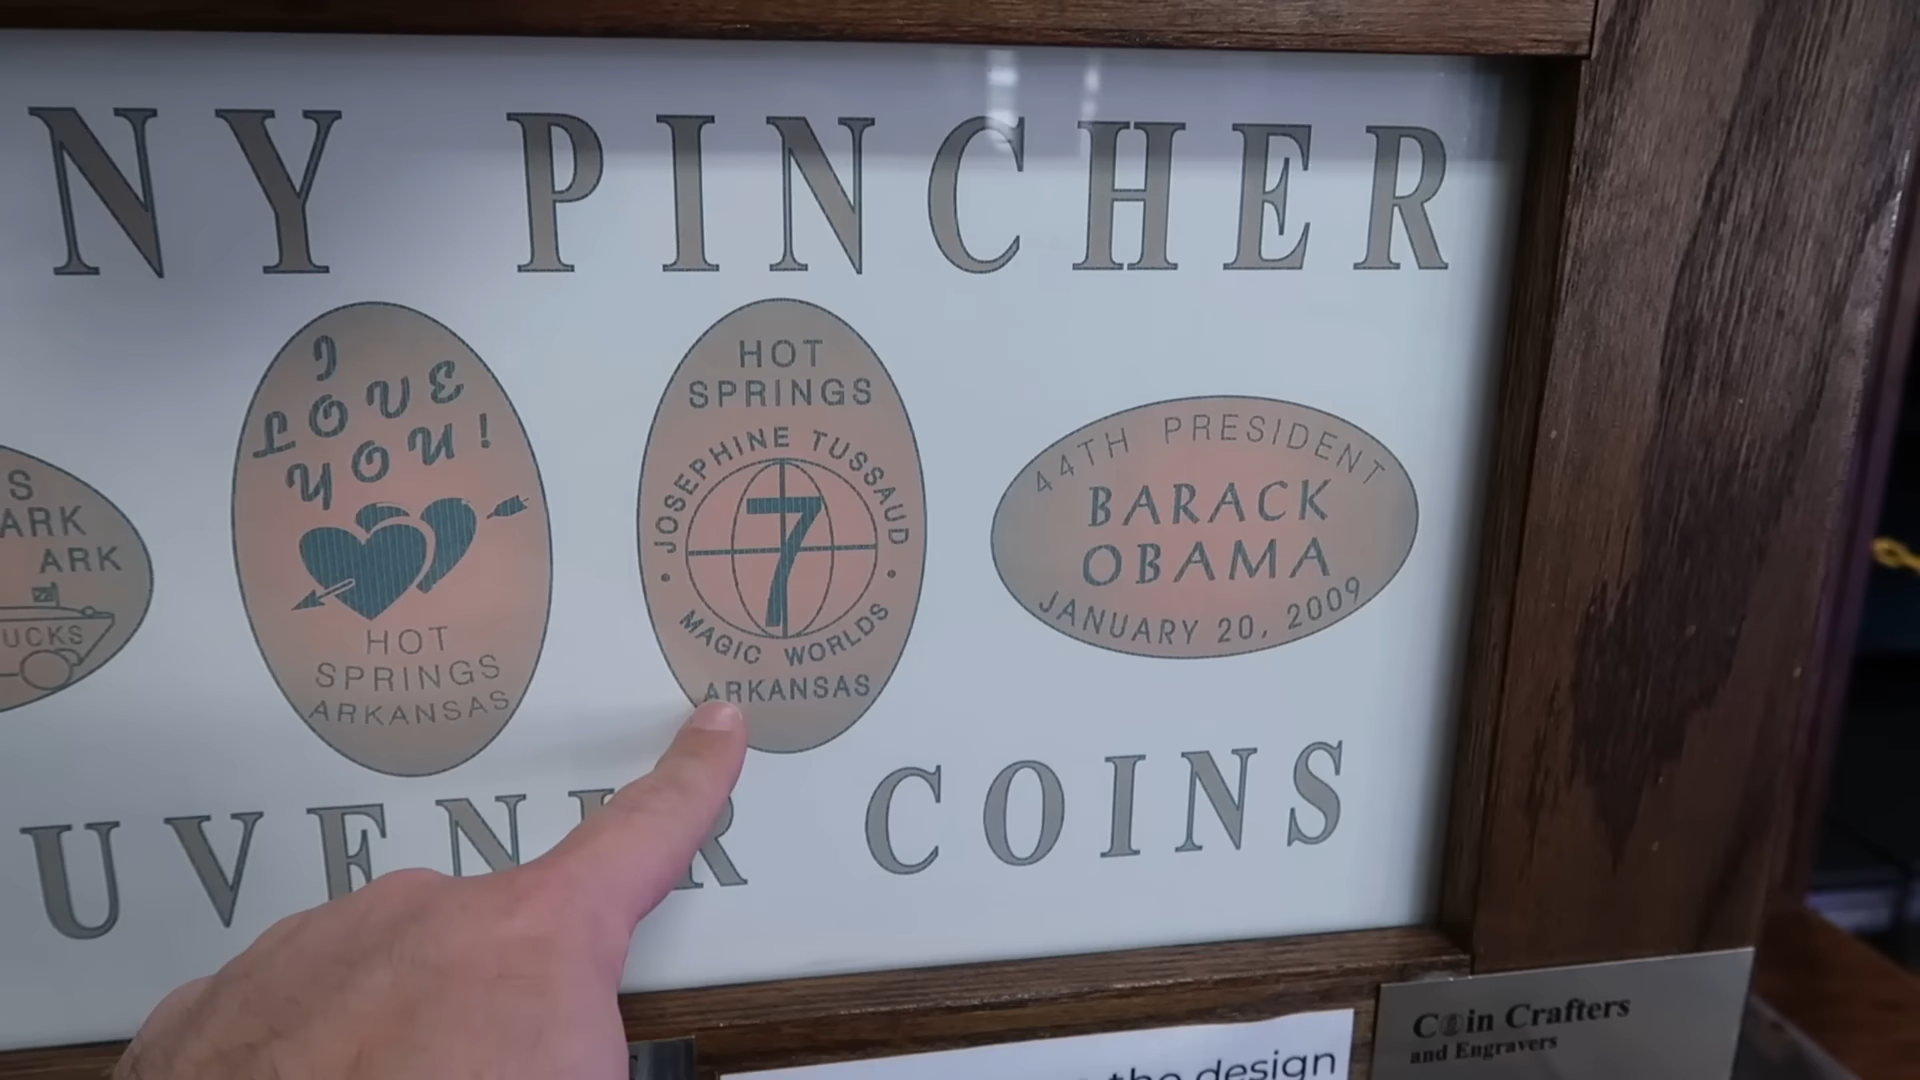 NY PINCHER
S
ARK
ARK
UCKS
I
LOVE
YOU!
HOT
SPRINGS
ARKANSAS
HOT
SPRINGS
JOSEPHINE TUSSAUD
7
MAGIC WORLDS
ARKANSAS
44TH PRESIDENT
BARACK
OBAMA
JANUARY 20, 2009
UVENIR COINS
Coin Crafters
and Engravers
the design